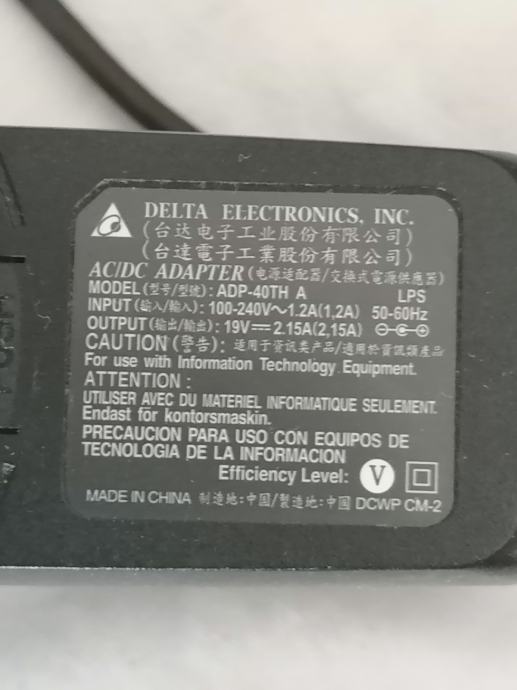 DELTA ELECTRONICS, INC.
(台达电子工业股份有限公司)
(台達電子工業股份有限公司)
AC/DC ADAPTER (电源适配器/交換式電源供應器)
MODEL (型号/型號): ADP-40TH A LPS
INPUT (输入/輸入): 100-240V~1.2A(1,2A) 50-60Hz
OUTPUT (输出/輸出): 19V 2.15A(2,15A)
CAUTION (警告): 适用于资讯类产品/適用於資訊類產品
For use with Information Technology Equipment.
ATTENTION :
UTILISER AVEC DU MATERIEL INFORMATIQUE SEULEMENT.
Endast för kontorsmaskin.
PRECAUCION PARA USO CON EQUIPOS DE
TECNOLOGIA DE LA INFORMACION
Efficiency Level: V
MADE IN CHINA 制造地:中国/製造地:中國 DCWP CM-2